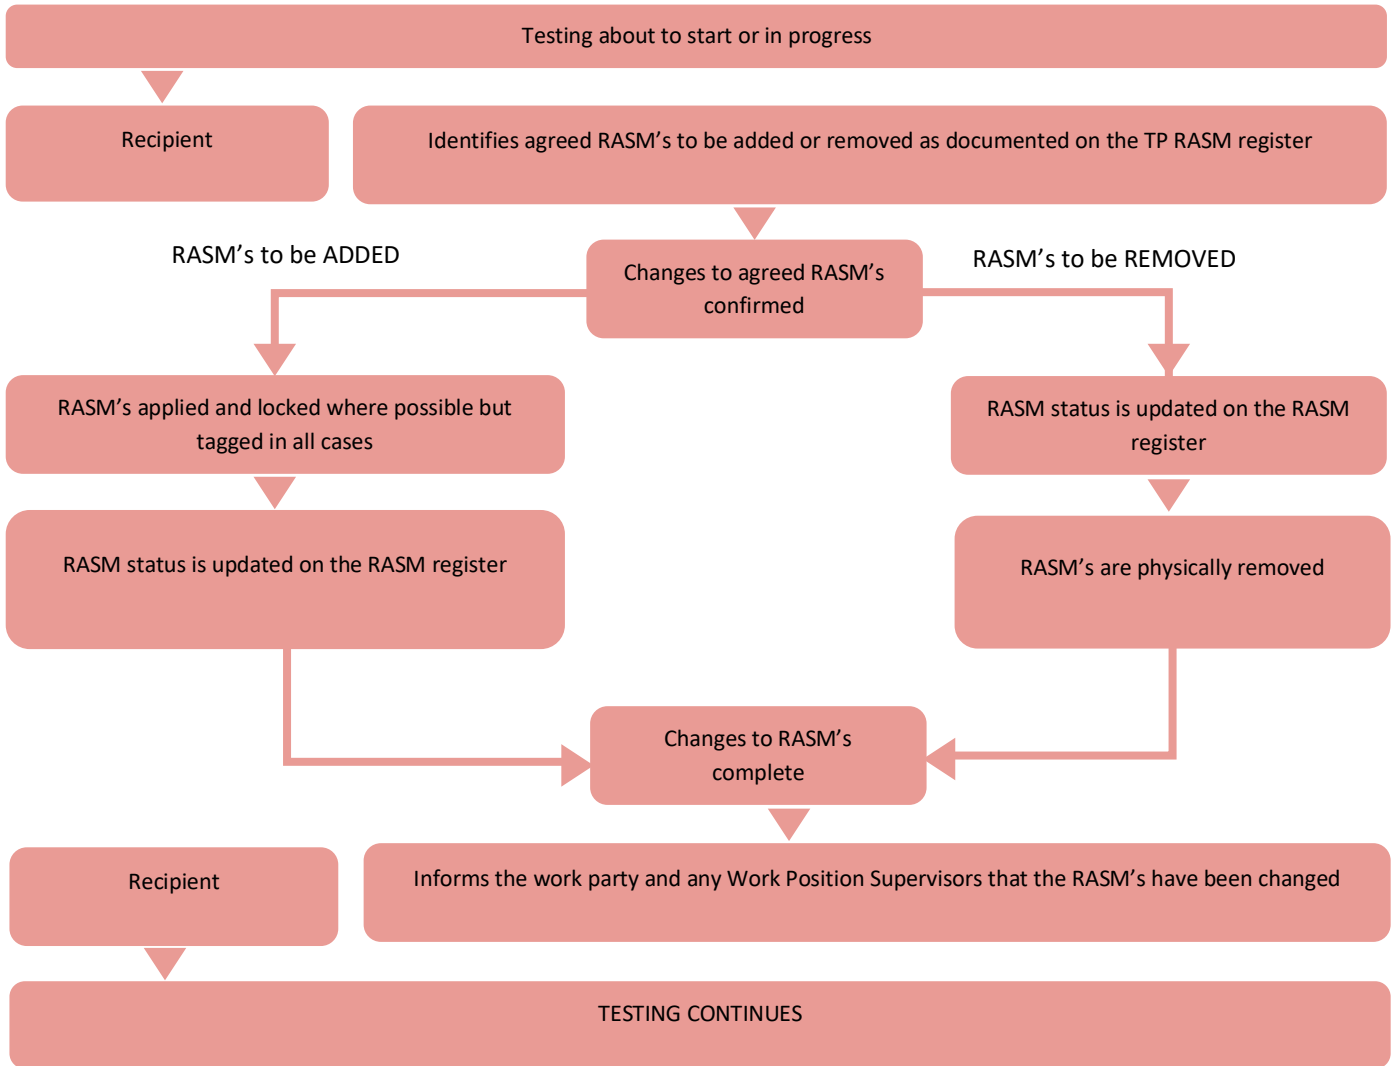 Testing about to start or in progress
Recipient
Identifies agreed RASM’s to be added or removed as documented on the TP RASM register
RASM’s to be ADDED
Changes to agreed RASM’s
confirmed
RASM’s to be REMOVED
RASM’s applied and locked where possible but
tagged in all cases
RASM status is updated on the RASM
register
RASM status is updated on the RASM register
RASM’s are physically removed
Changes to RASM’s
complete
Recipient
Informs the work party and any Work Position Supervisors that the RASM’s have been changed
TESTING CONTINUES